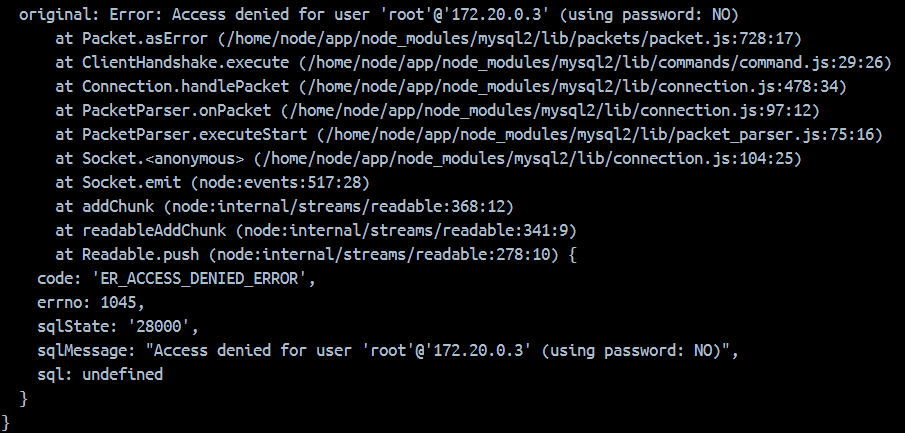 original: Error: Access denied for user 'root'@'172.20.0.3' (using password: NO)
at Packet.asError (/home/node/app/node_modules/mysql2/lib/packets/packet.js:728:17)
at ClientHandshake.execute (/home/node/app/node_modules/mysql2/lib/commands/command.js:29:26)
at Connection.handlePacket (/home/node/app/node_modules/mysql2/lib/connection.js:478:34)
at PacketParser.onPacket (/home/node/app/node_modules/mysql2/lib/connection.js:97:12)
at PacketParser.executeStart (/home/node/app/node_modules/mysql2/lib/packet_parser.js:75:16)
at Socket.<anonymous> (/home/node/app/node_modules/mysql2/lib/connection.js:104:25)
at Socket.emit (node:events:517:28)
at addChunk (node:internal/streams/readable:368:12)
at readableAddChunk (node:internal/streams/readable:341:9)
at Readable.push (node:internal/streams/readable:278:10) {
code: 'ER_ACCESS_DENIED_ERROR',
errno: 1045,
sqlState: '28000',
sqlMessage: "Access denied for user 'root'@'172.20.0.3' (using password: NO)",
sql: undefined
}
}